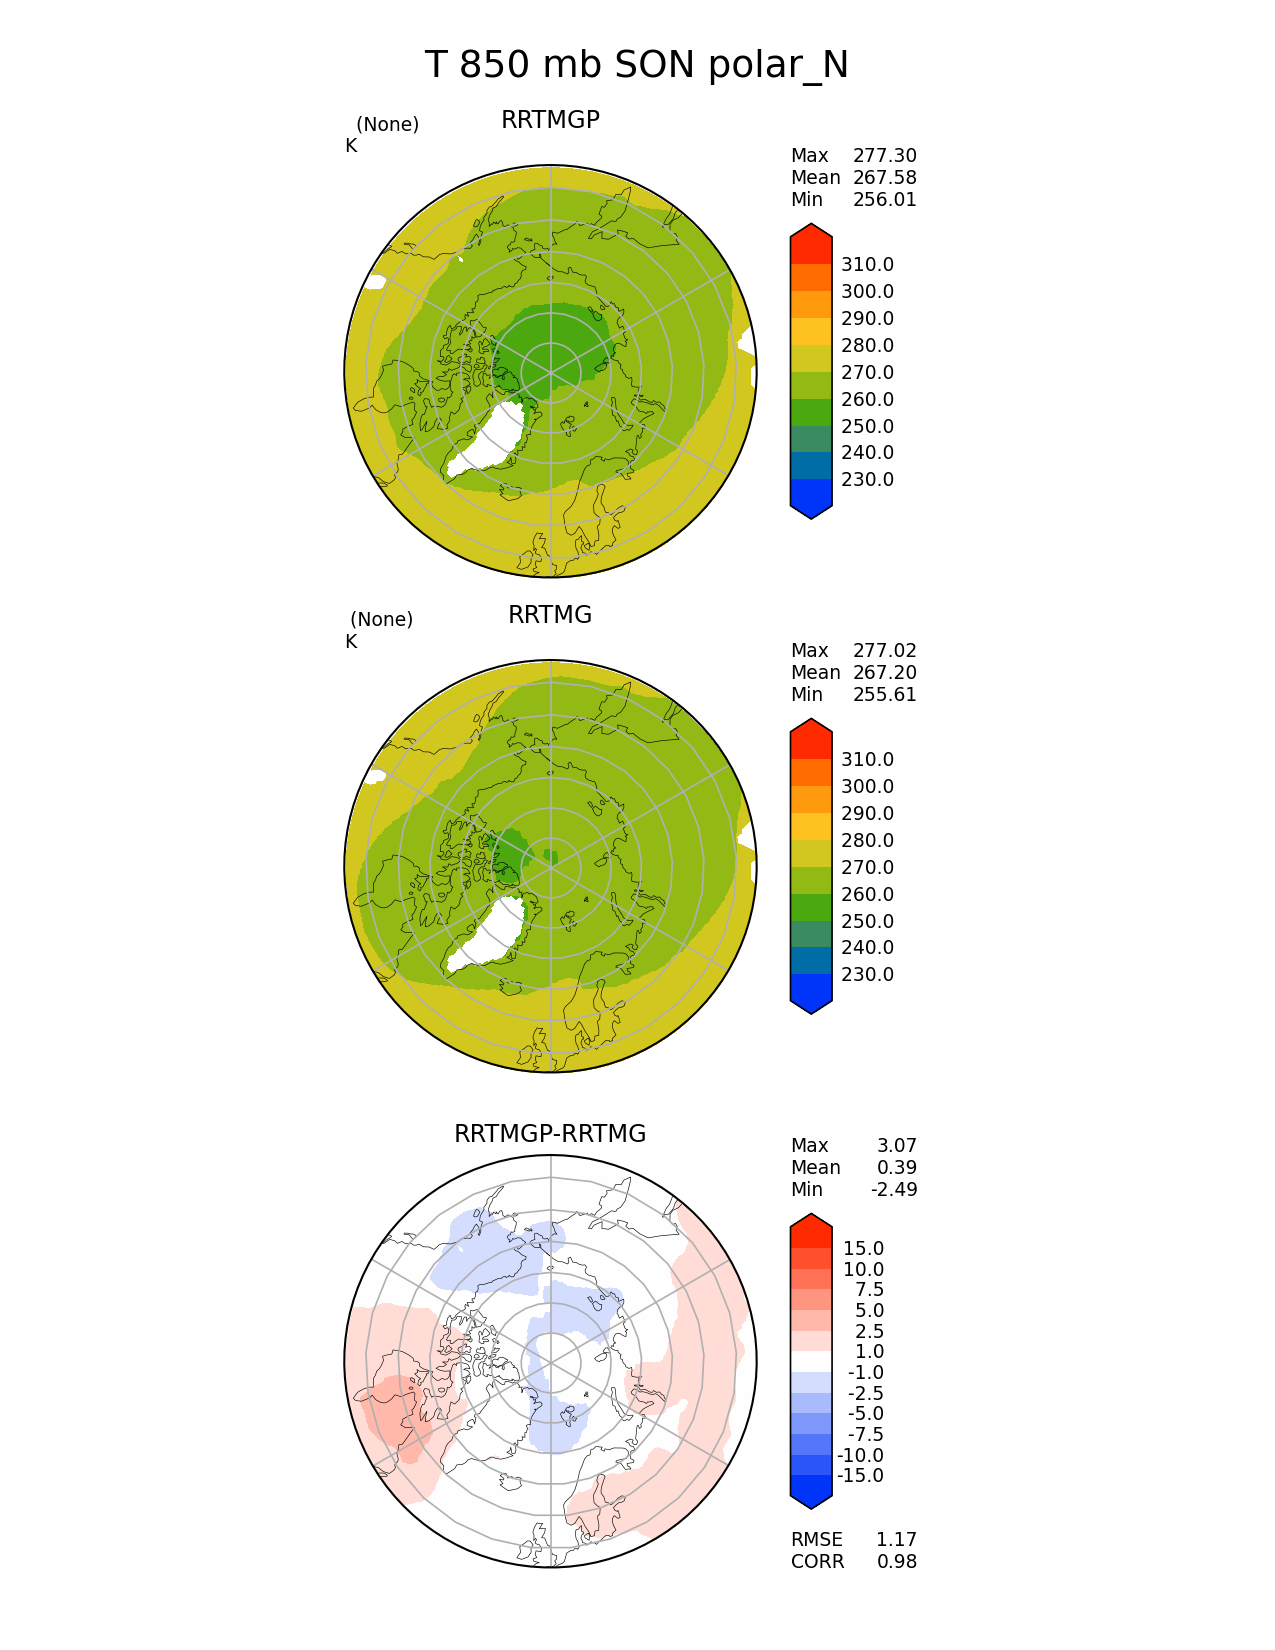 T 850 mb SON polar_N
(None)
RRTMGP
K
Max 277.30
Mean 267.58
Min 256.01
310.0
300.0
290.0
280.0
270.0
260.0
250.0
240.0
230.0
(None)
RRTMG
K
Max 277.02
Mean 267.20
Min 255.61
310.0
300.0
290.0
280.0
270.0
260.0
250.0
240.0
230.0
RRTMGP-RRTMG
Max 3.07
Mean 0.39
Min -2.49
15.0
10.0
7.5
5.0
2.5
1.0
-1.0
-2.5
-5.0
-7.5
-10.0
-15.0
RMSE 1.17
CORR 0.98